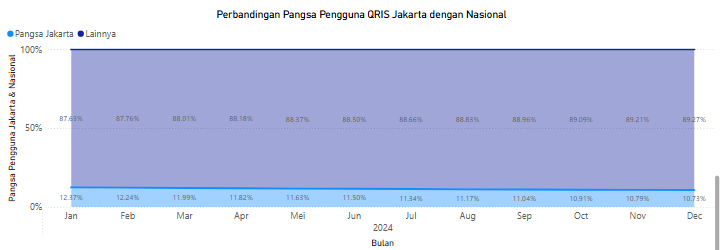 Perbandingan Pangsa Pengguna QRIS Jakarta dengan Nasional
Pangsa Jakarta Lainnya
Pangsa Pengguna Jakarta & Nasional
100%
87.63% 87.76% 88.01% 88.18% 88.37% 88.50% 88.66% 88.83% 88.96% 89.09% 89.21% 89.27%
50%
12.37% 12.24% 11.99% 11.82% 11.63% 11.50% 11.34% 11.17% 11.04% 10.91% 10.79% 10.73%
0%
Jan Feb Mar Apr Mei Jun Jul Aug Sep Oct Nov Dec
2024
Bulan